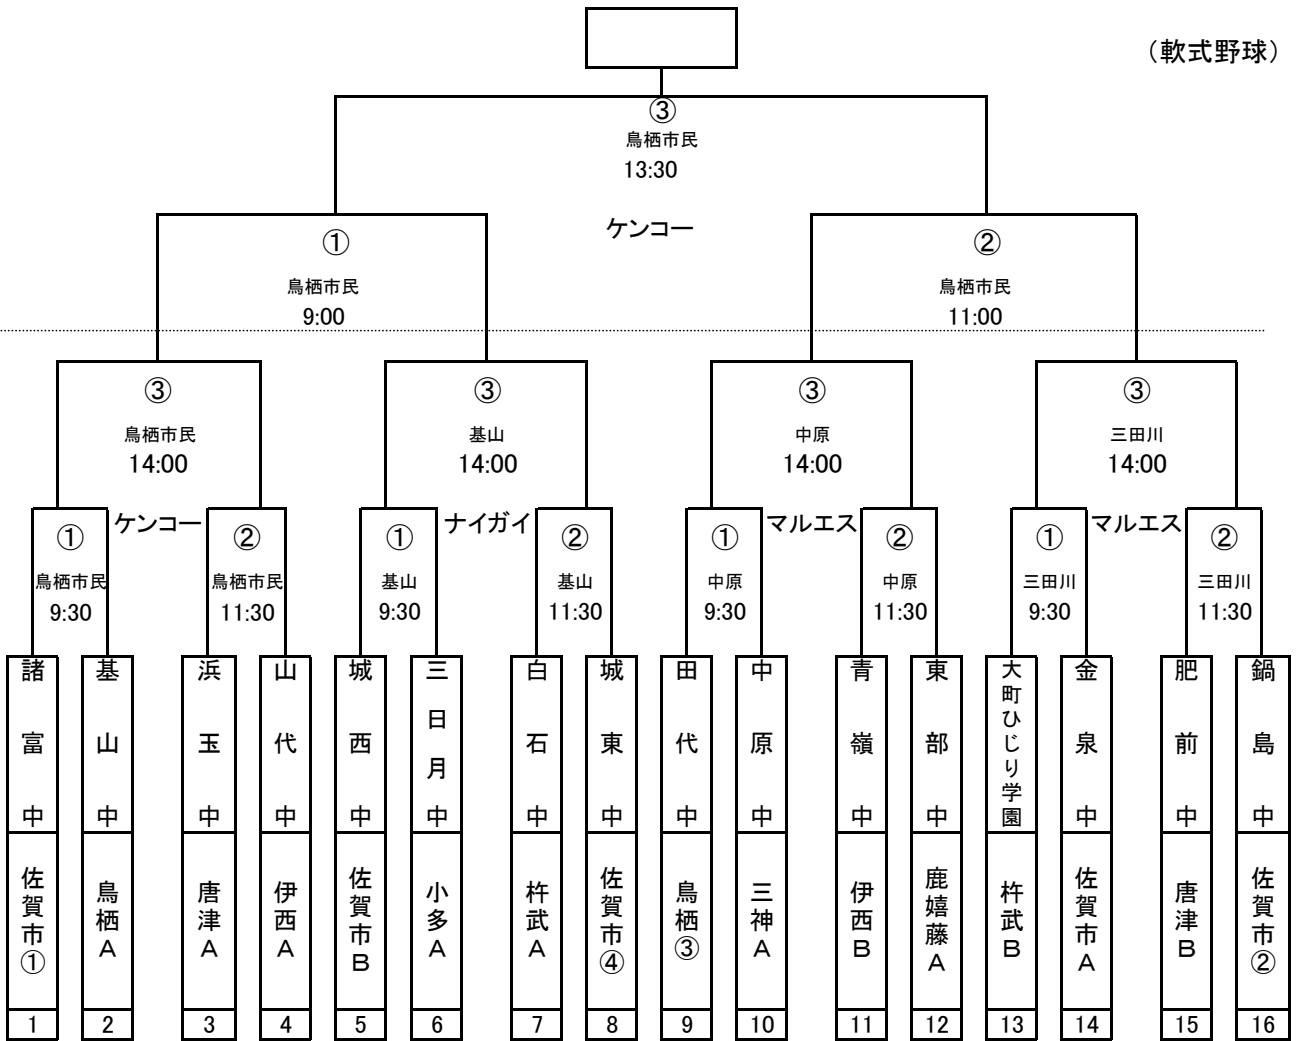 （軟式野球）
③
鳥栖市民
13:30
ケンコー
①
鳥栖市民
9:00
②
鳥栖市民
11:00
③
鳥栖市民
14:00
③
基山
14:00
③
中原
14:00
③
三田川
14:00
ケンコー
ナイガイ
マルエス
マルエス
①
鳥栖市民
9:30
②
鳥栖市民
11:30
①
基山
9:30
②
基山
11:30
①
中原
9:30
②
中原
11:30
①
三田川
9:30
②
三田川
11:30
諸富中
佐賀市①
1
基山中
鳥栖A
2
浜玉中
唐津A
3
山代中
伊西A
4
城西中
佐賀市B
5
三日月中
小多A
6
白石中
杵武A
7
城東中
佐賀市④
8
田代中
鳥栖③
9
中原中
三神A
10
青嶺中
伊西B
11
東部中
鹿嬉藤A
12
大町ひじり学園
杵武B
13
金泉中
佐賀市A
14
肥前中
唐津B
15
鍋島中
佐賀市②
16